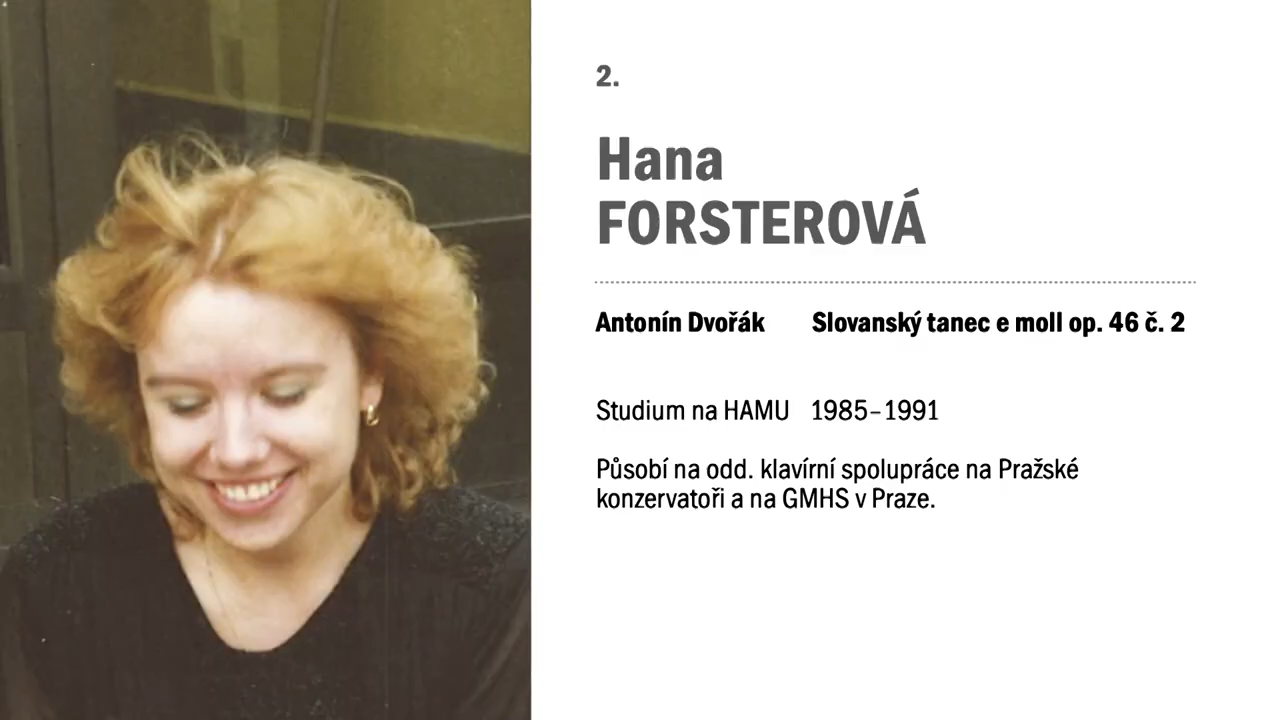 2.
Hana
FORSTEROVÁ
Antonín Dvořák Slovanský tanec e moll op. 46 č. 2
Studium na HAMU 1985–1991
Působí na odd. klavírní spolupráce na Pražské
konzervatoři a na GMHS v Praze.